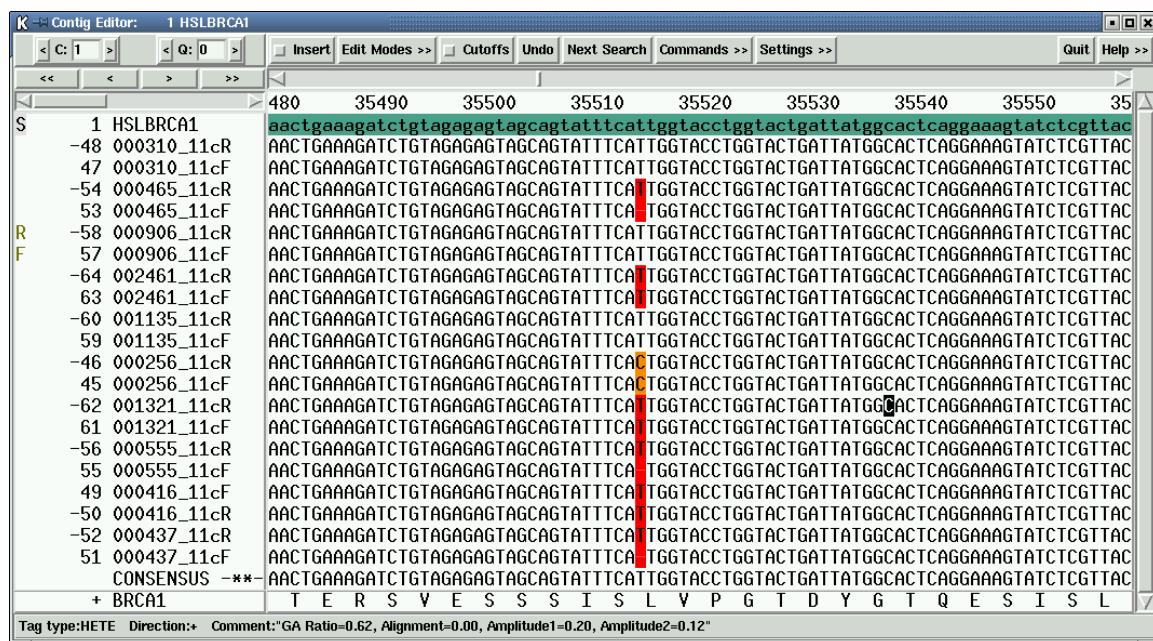 Contig Editor: 1 HSLBRCA1
< C: 1 > < Q: 0 > Insert Edit Modes >> Cutoffs Undo Next Search Commands >> Settings >> Quit Help >>
<< < > >>
480 35490 35500 35510 35520 35530 35540 35550 35
S 1 HSLBRCA1 aactgaaagatctgtagagagtagcagtatttcattggtacctggtactgattatggcactcaggaaagtatctcgttac
-48 000310_11cR AACTGAAAGATCTGTAGAGAGTAGCAGTATTTCATTGGTACCTGGTACTGATTATGGCACTCAGGAAAGTATCTCGTTAC
47 000310_11cF AACTGAAAGATCTGTAGAGAGTAGCAGTATTTCATTGGTACCTGGTACTGATTATGGCACTCAGGAAAGTATCTCGTTAC
-54 000465_11cR AACTGAAAGATCTGTAGAGAGTAGCAGTATTTCATTGGTACCTGGTACTGATTATGGCACTCAGGAAAGTATCTCGTTAC
53 000465_11cF AACTGAAAGATCTGTAGAGAGTAGCAGTATTTCA-TGGTACCTGGTACTGATTATGGCACTCAGGAAAGTATCTCGTTAC
R -58 000906_11cR AACTGAAAGATCTGTAGAGAGTAGCAGTATTTCATTGGTACCTGGTACTGATTATGGCACTCAGGAAAGTATCTCGTTAC
F 57 000906_11cF AACTGAAAGATCTGTAGAGAGTAGCAGTATTTCATTGGTACCTGGTACTGATTATGGCACTCAGGAAAGTATCTCGTTAC
-64 002461_11cR AACTGAAAGATCTGTAGAGAGTAGCAGTATTTCATTGGTACCTGGTACTGATTATGGCACTCAGGAAAGTATCTCGTTAC
63 002461_11cF AACTGAAAGATCTGTAGAGAGTAGCAGTATTTCATTGGTACCTGGTACTGATTATGGCACTCAGGAAAGTATCTCGTTAC
-60 001135_11cR AACTGAAAGATCTGTAGAGAGTAGCAGTATTTCATTGGTACCTGGTACTGATTATGGCACTCAGGAAAGTATCTCGTTAC
59 001135_11cF AACTGAAAGATCTGTAGAGAGTAGCAGTATTTCATTGGTACCTGGTACTGATTATGGCACTCAGGAAAGTATCTCGTTAC
-46 000256_11cR AACTGAAAGATCTGTAGAGAGTAGCAGTATTTCACTGGTACCTGGTACTGATTATGGCACTCAGGAAAGTATCTCGTTAC
45 000256_11cF AACTGAAAGATCTGTAGAGAGTAGCAGTATTTCACTGGTACCTGGTACTGATTATGGCACTCAGGAAAGTATCTCGTTAC
-62 001321_11cR AACTGAAAGATCTGTAGAGAGTAGCAGTATTTCATTGGTACCTGGTACTGATTATGGCACTCAGGAAAGTATCTCGTTAC
61 001321_11cF AACTGAAAGATCTGTAGAGAGTAGCAGTATTTCATTGGTACCTGGTACTGATTATGGCACTCAGGAAAGTATCTCGTTAC
-56 000555_11cR AACTGAAAGATCTGTAGAGAGTAGCAGTATTTCATTGGTACCTGGTACTGATTATGGCACTCAGGAAAGTATCTCGTTAC
55 000555_11cF AACTGAAAGATCTGTAGAGAGTAGCAGTATTTCA-TGGTACCTGGTACTGATTATGGCACTCAGGAAAGTATCTCGTTAC
49 000416_11cF AACTGAAAGATCTGTAGAGAGTAGCAGTATTTCATTGGTACCTGGTACTGATTATGGCACTCAGGAAAGTATCTCGTTAC
-50 000416_11cR AACTGAAAGATCTGTAGAGAGTAGCAGTATTTCATTGGTACCTGGTACTGATTATGGCACTCAGGAAAGTATCTCGTTAC
-52 000437_11cR AACTGAAAGATCTGTAGAGAGTAGCAGTATTTCATTGGTACCTGGTACTGATTATGGCACTCAGGAAAGTATCTCGTTAC
51 000437_11cF AACTGAAAGATCTGTAGAGAGTAGCAGTATTTCA-TGGTACCTGGTACTGATTATGGCACTCAGGAAAGTATCTCGTTAC
CONSENSUS -**- AACTGAAAGATCTGTAGAGAGTAGCAGTATTTCATTGGTACCTGGTACTGATTATGGCACTCAGGAAAGTATCTCGTTAC
+ BRCA1 T E R S V E S S S I S L V P G T D Y G T Q E S I S L
Tag type:HETE Direction:+ Comment:"GA Ratio=0.62, Alignment=0.00, Amplitude1=0.20, Amplitude2=0.12"